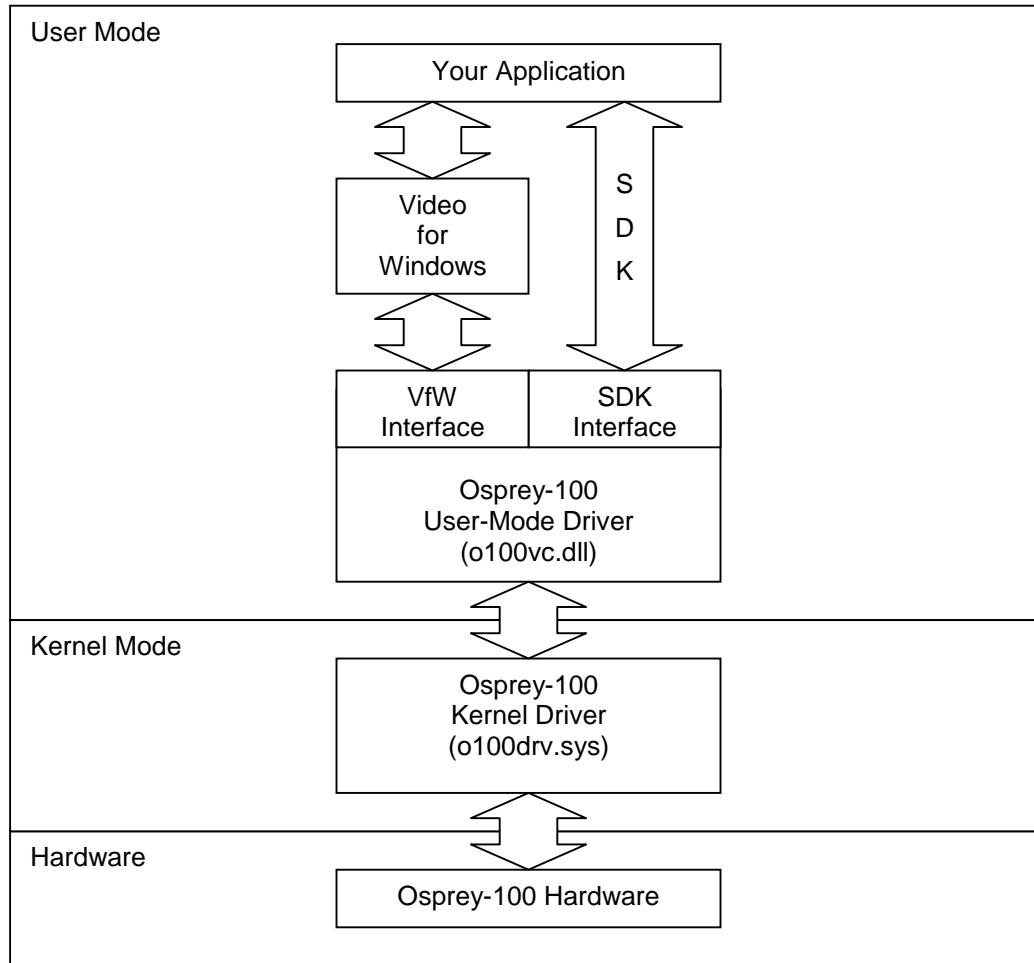 User Mode
Your Application
Video
for
Windows
S
D
K
VfW
Interface
SDK
Interface
Osprey-100
User-Mode Driver
(o100vc.dll)
Kernel Mode
Osprey-100
Kernel Driver
(o100drv.sys)
Hardware
Osprey-100 Hardware